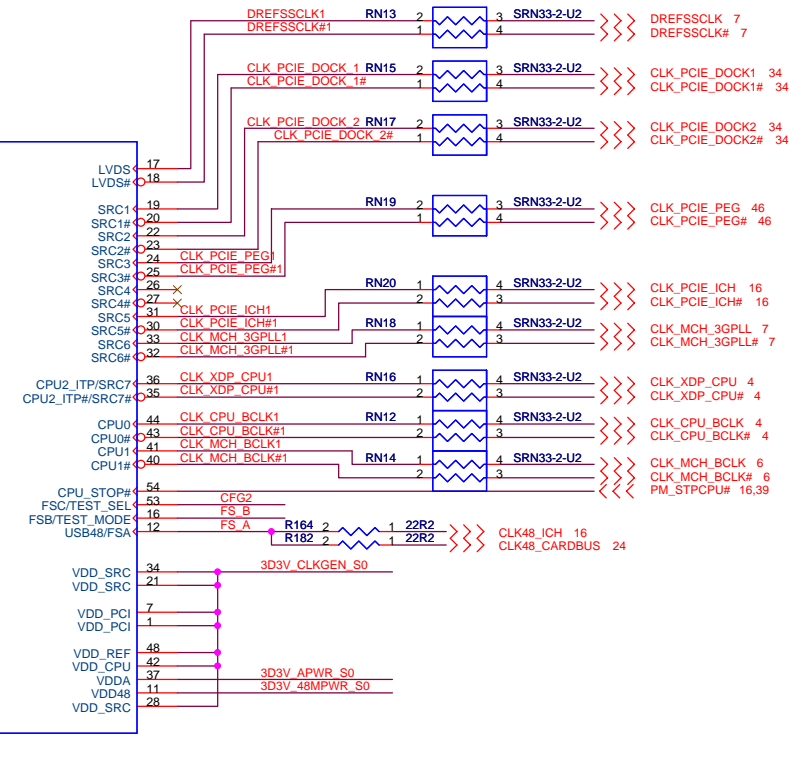 DREFSSCLK1 RN13 2 3 SRN33-2-U2 DREFSSCLK 7
DREFSSCLK#1 1 4 DREFSSCLK# 7
CLK_PCIE_DOCK_1 RN15 2 3 SRN33-2-U2 CLK_PCIE_DOCK1 34
CLK_PCIE_DOCK_1# 1 4 CLK_PCIE_DOCK1# 34
CLK_PCIE_DOCK_2 RN17 2 3 SRN33-2-U2 CLK_PCIE_DOCK2 34
CLK_PCIE_DOCK_2# 1 4 CLK_PCIE_DOCK2# 34
LVDS 17
LVDS# 18
SRC1 19 RN19 2 3 SRN33-2-U2 CLK_PCIE_PEG 46
SRC1# 20 1 4 CLK_PCIE_PEG# 46
SRC2 22
SRC2# 23
SRC3 24 CLK_PCIE_PEG1
SRC3# 25 CLK_PCIE_PEG#1
SRC4 26 RN20 1 4 SRN33-2-U2 CLK_PCIE_ICH 16
SRC4# 27 2 3 CLK_PCIE_ICH# 16
SRC5 31 CLK_PCIE_ICH1
SRC5# 30 CLK_PCIE_ICH#1 RN18 1 4 SRN33-2-U2 CLK_MCH_3GPLL 7
SRC6 33 CLK_MCH_3GPLL1 2 3 CLK_MCH_3GPLL# 7
SRC6# 32 CLK_MCH_3GPLL#1
CPU2_ITP/SRC7 36 CLK_XDP_CPU1 RN16 1 4 SRN33-2-U2 CLK_XDP_CPU 4
CPU2_ITP#/SRC7# 35 CLK_XDP_CPU#1 2 3 CLK_XDP_CPU# 4
CPU0 44 CLK_CPU_BCLK1 RN12 1 4 SRN33-2-U2 CLK_CPU_BCLK 4
CPU0# 43 CLK_CPU_BCLK#1 2 3 CLK_CPU_BCLK# 4
CPU1 41 CLK_MCH_BCLK1
CPU1# 40 CLK_MCH_BCLK#1 RN14 1 4 SRN33-2-U2 CLK_MCH_BCLK 6
2 3 CLK_MCH_BCLK# 6
CPU_STOP# 54 PM_STPCPU# 16,39
FSC/TEST_SEL 53 CFG2
FSB/TEST_MODE 16 FS_B
USB48/FSA 12 FS_A R164 2 1 22R2 CLK48_ICH 16
R182 2 1 22R2 CLK48_CARDBUS 24
VDD_SRC 34 3D3V_CLKGEN_S0
VDD_SRC 21
VDD_PCI 7
VDD_PCI 1
VDD_REF 48
VDD_CPU 42
VDDA 37 3D3V_APWR_S0
VDD48 11 3D3V_48MPWR_S0
VDD_SRC 28